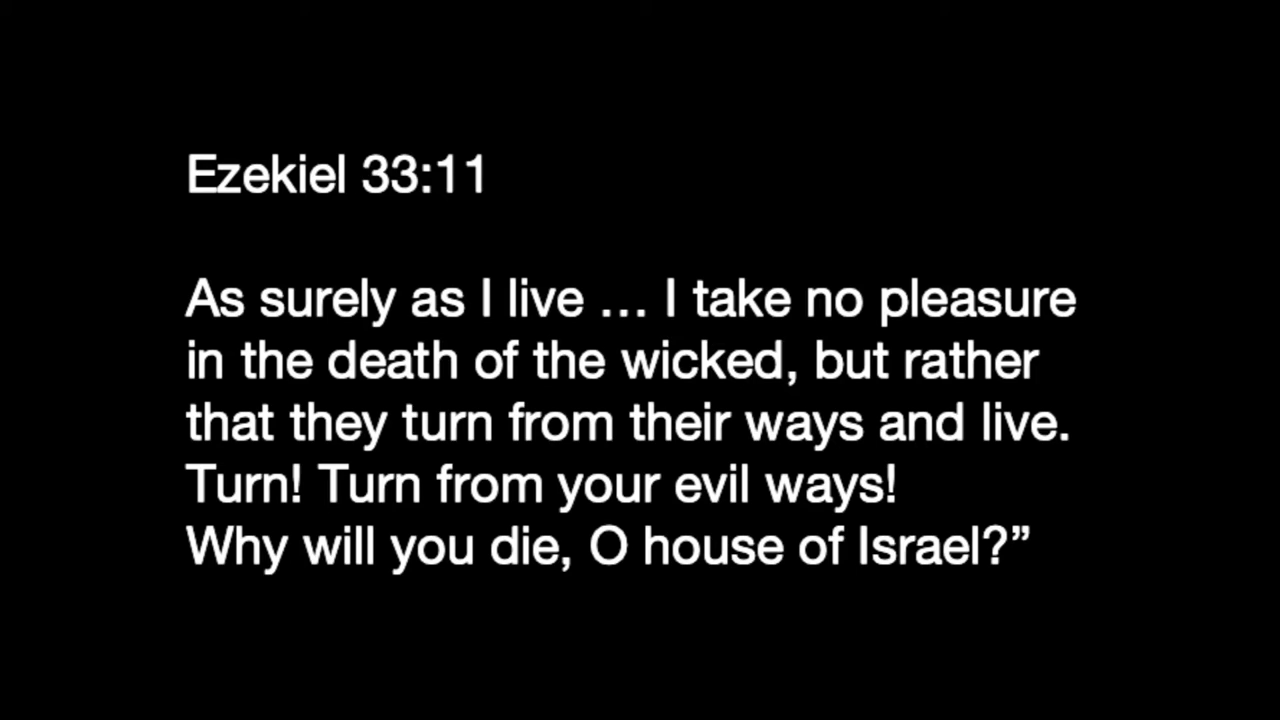 Ezekiel 33:11
As surely as I live … I take no pleasure
in the death of the wicked, but rather
that they turn from their ways and live.
Turn! Turn from your evil ways!
Why will you die, O house of Israel?”